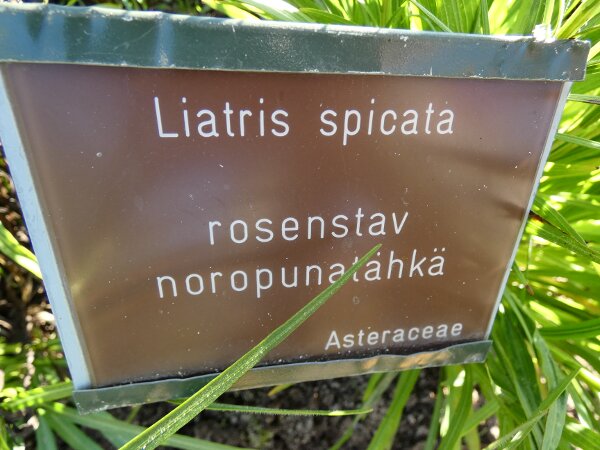 Liatris spicata
rosenstav
noropunatähkä
Asteraceae